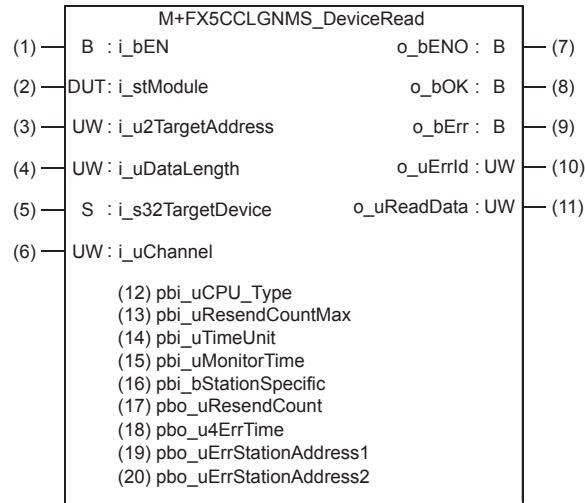 M+FX5CCLGNMS_DeviceRead
(1) B : i_bEN o_bENO : B (7)
(2) DUT : i_stModule o_bOK : B (8)
(3) UW : i_u2TargetAddress o_bErr : B (9)
(4) UW : i_uDataLength o_uErrId : UW (10)
(5) S : i_s32TargetDevice o_uReadData : UW (11)
(6) UW : i_uChannel
(12) pbi_uCPU_Type
(13) pbi_uResendCountMax
(14) pbi_uTimeUnit
(15) pbi_uMonitorTime
(16) pbi_bStationSpecific
(17) pbo_uResendCount
(18) pbo_u4ErrTime
(19) pbo_uErrStationAddress1
(20) pbo_uErrStationAddress2